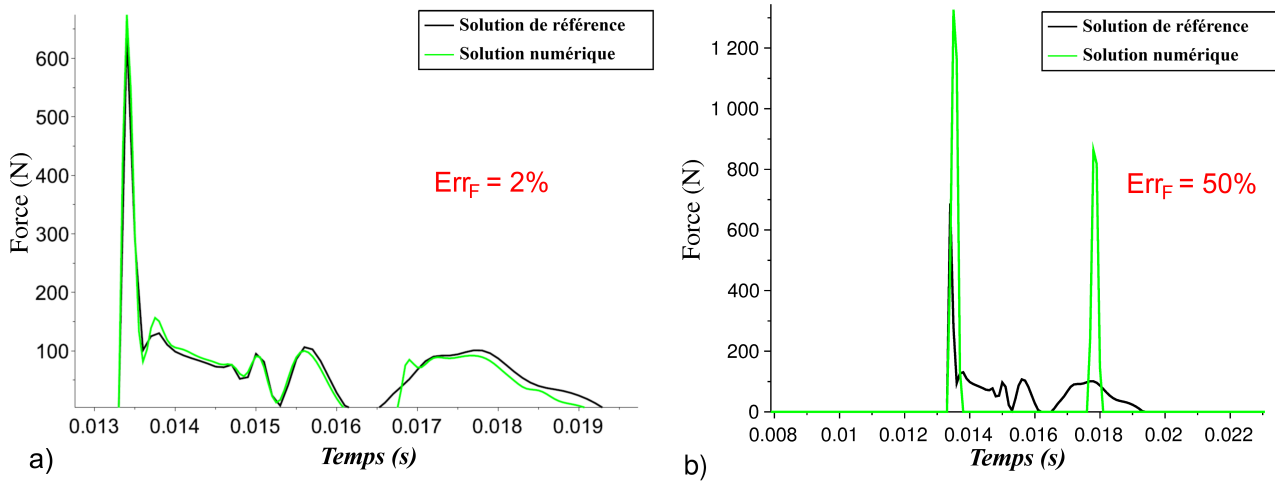 Solution de référence
Solution numérique
600
500
400
300
200
100
Force (N)
Err_F = 2%
0.013 0.014 0.015 0.016 0.017 0.018 0.019
Temps (s)
a)
Solution de référence
Solution numérique
1 200
1 000
800
600
400
200
0
Force (N)
Err_F = 50%
0.008 0.01 0.012 0.014 0.016 0.018 0.02 0.022
Temps (s)
b)